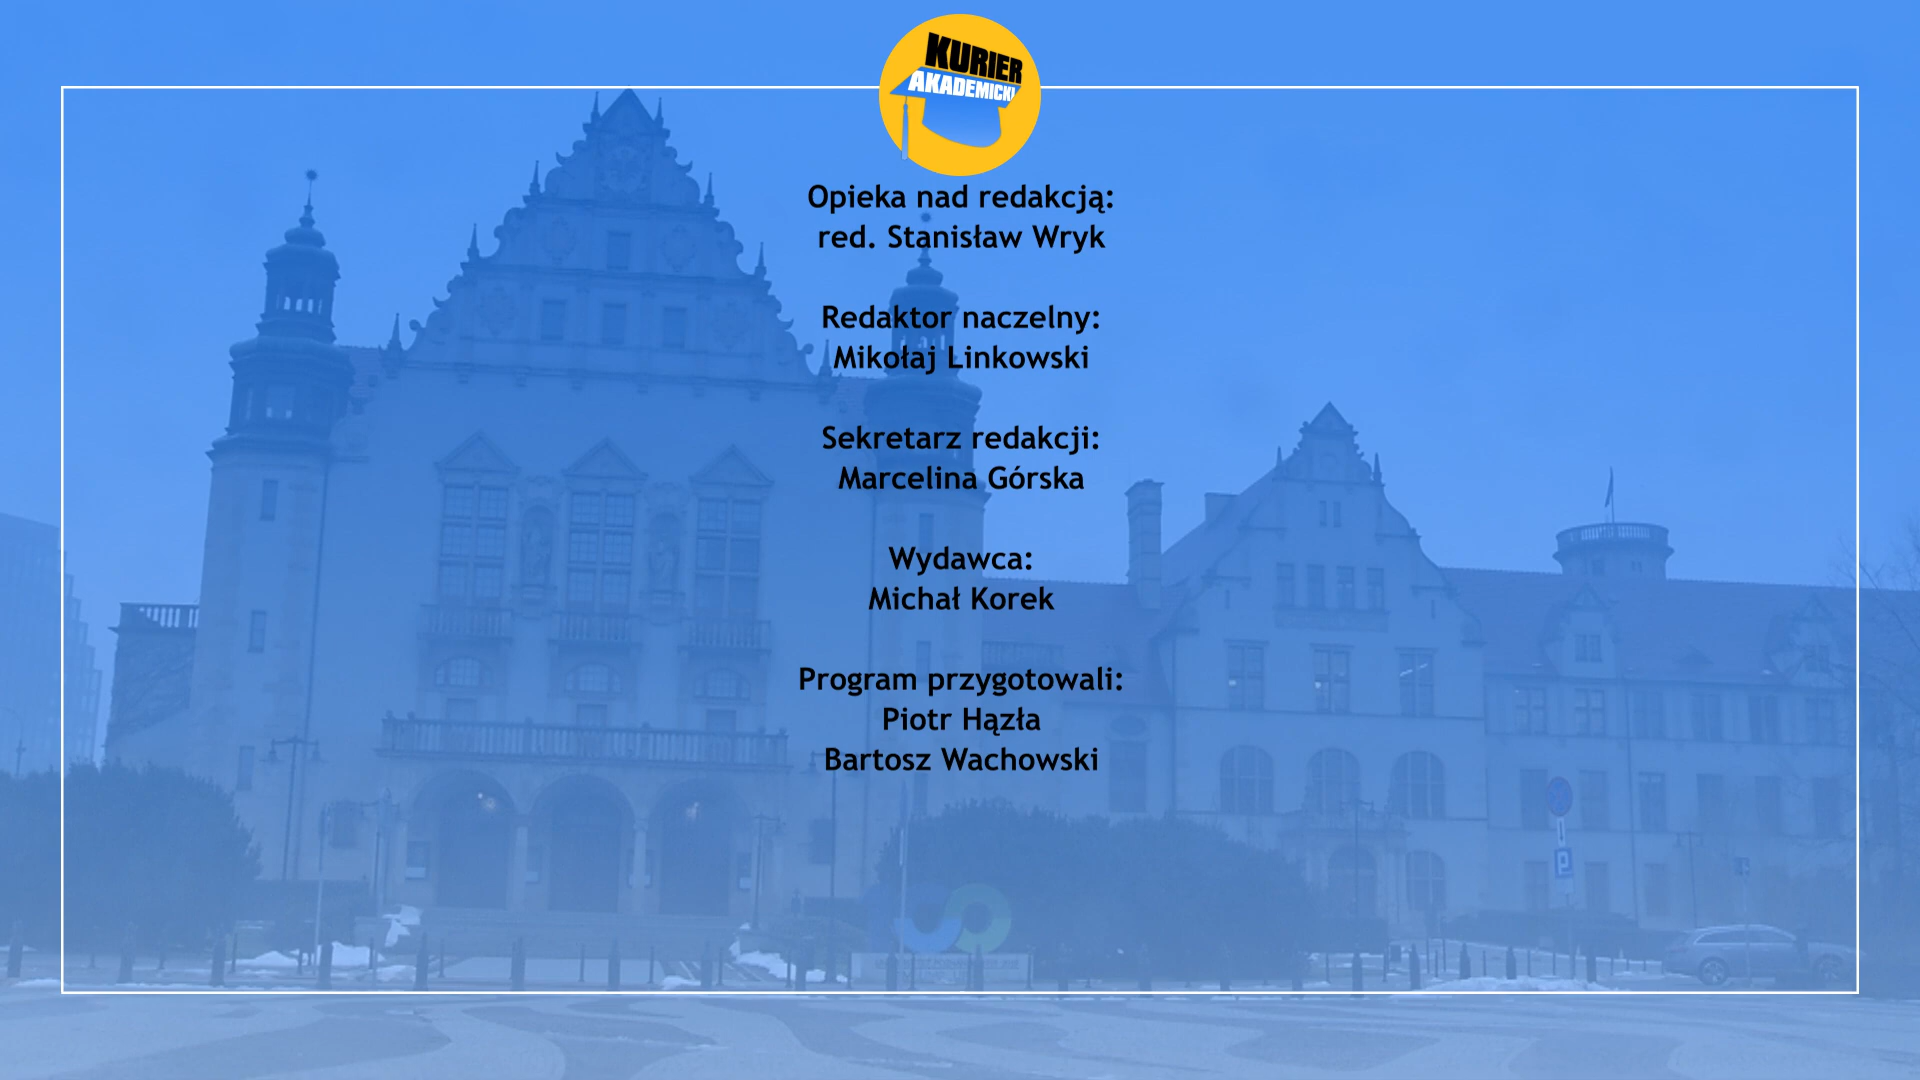 KURIER
AKADEMICKI
Opieka nad redakcją:
red. Stanisław Wryk
Redaktor naczelny:
Mikołaj Linkowski
Sekretarz redakcji:
Marcelina Górska
Wydawca:
Michał Korek
Program przygotowali:
Piotr Hązła
Bartosz Wachowski